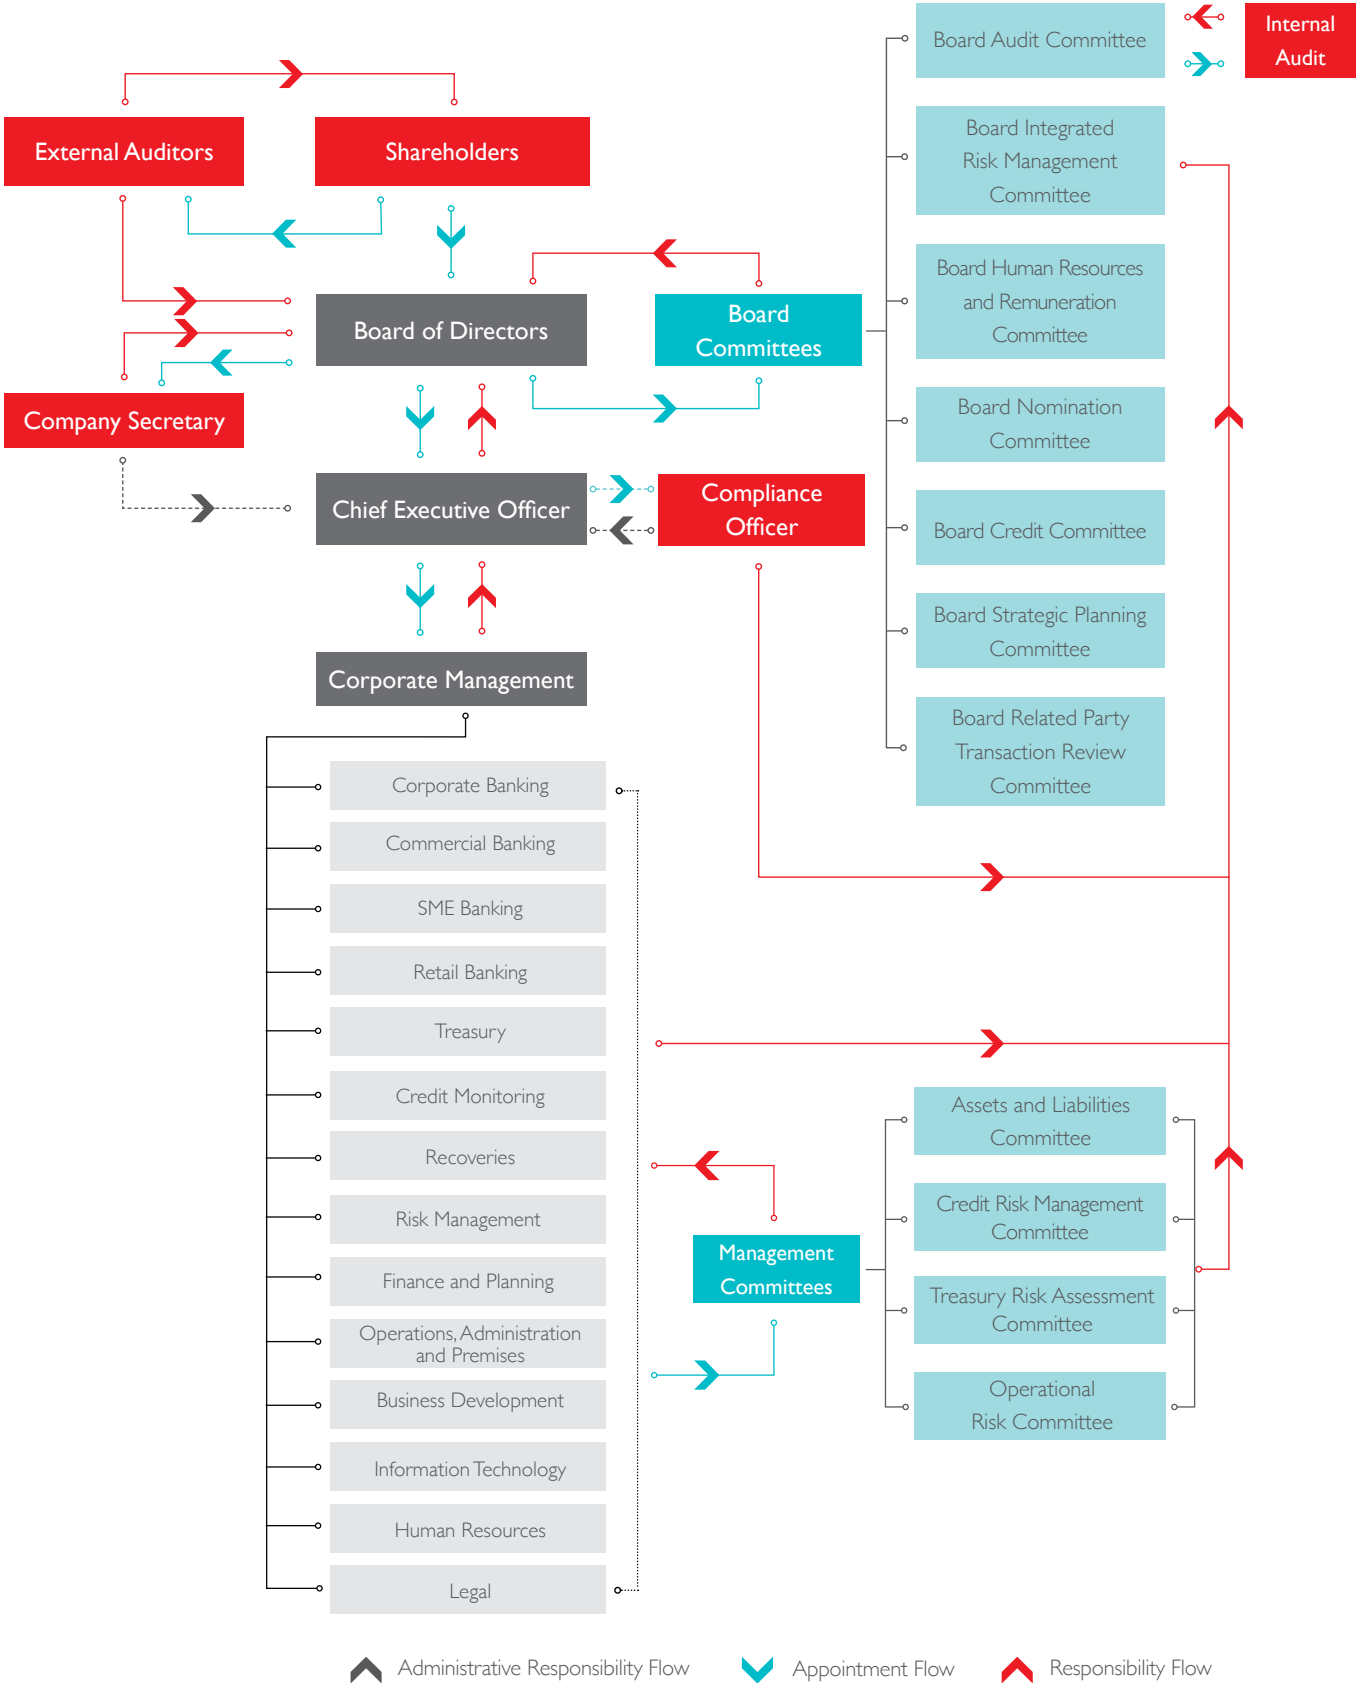 Board Audit Committee
Internal
Audit
External Auditors
Shareholders
Board Integrated
Risk Management
Committee
Board Human Resources
and Remuneration
Committee
Board of Directors
Board
Committees
Company Secretary
Board Nomination
Committee
Chief Executive Officer
Compliance
Officer
Board Credit Committee
Board Strategic Planning
Committee
Corporate Management
Board Related Party
Transaction Review
Committee
Corporate Banking
Commercial Banking
SME Banking
Retail Banking
Treasury
Credit Monitoring
Recoveries
Risk Management
Finance and Planning
Operations, Administration
and Premises
Business Development
Information Technology
Human Resources
Legal
Management
Committees
Assets and Liabilities
Committee
Credit Risk Management
Committee
Treasury Risk Assessment
Committee
Operational
Risk Committee
Administrative Responsibility Flow
Appointment Flow
Responsibility Flow